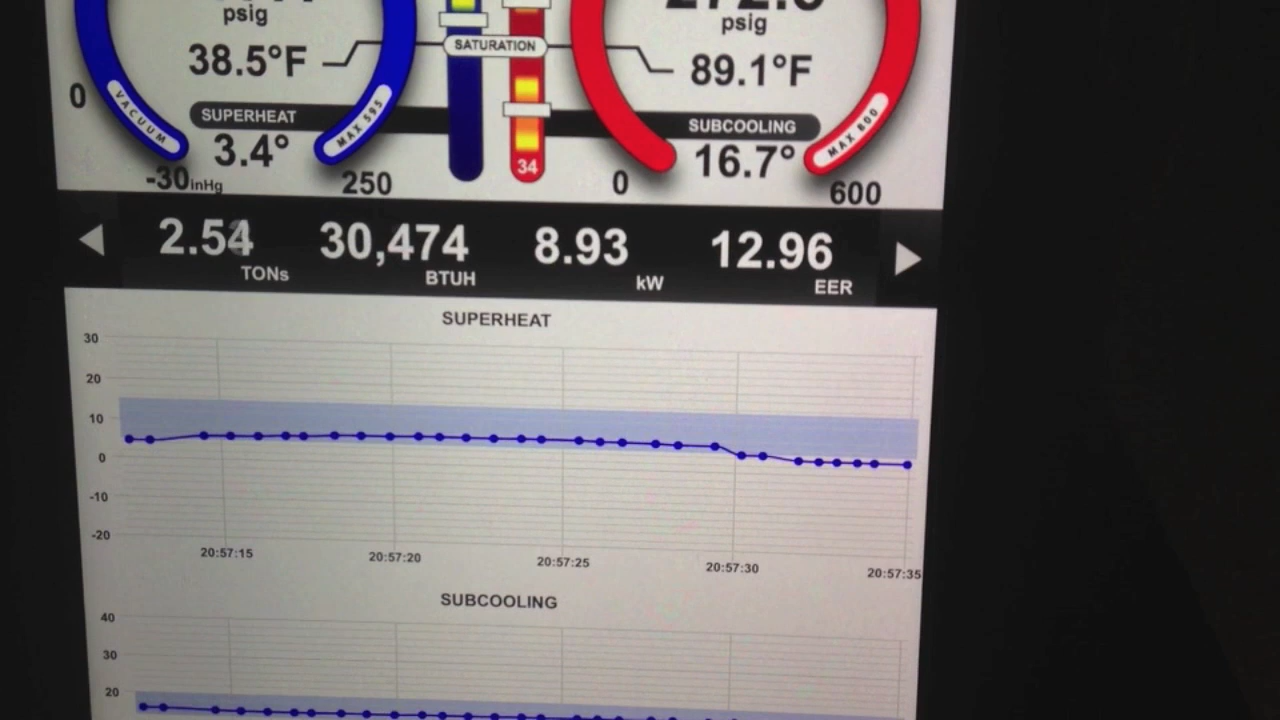 psig
psig
SATURATION
38.5°F
89.1°F
0
VACUUM
MAX 595
SUPERHEAT
SUBCOOLING
MAX 800
3.4°
34
16.7°
-30inHg
250
0
600
2.54 30,474 8.93 12.96
TONs BTUH kW EER
SUPERHEAT
30
20
10
0
-10
-20
20:57:15 20:57:20 20:57:25 20:57:30 20:57:35
SUBCOOLING
40
30
20